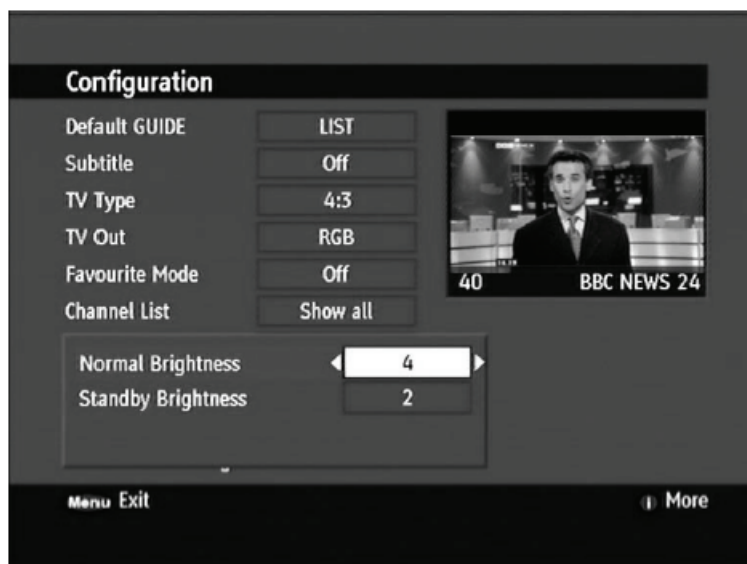 Configuration
Default GUIDE LIST
Subtitle Off
TV Type 4:3
TV Out RGB
Favourite Mode Off
Channel List Show all
40 BBC NEWS 24
Normal Brightness 4
Standby Brightness 2
Menu Exit
i More